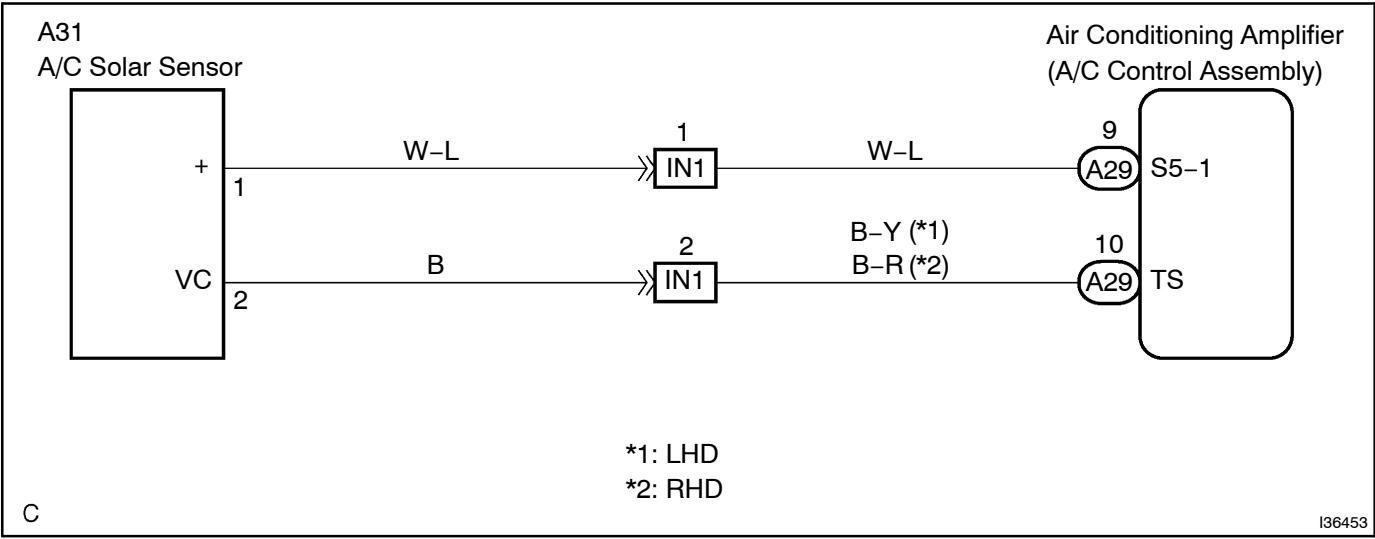 A31
A/C Solar Sensor
Air Conditioning Amplifier
(A/C Control Assembly)
+
1
W–L
1
IN1
W–L
9
A29
S5–1
VC
2
B
2
IN1
B–Y (*1)
B–R (*2)
10
A29
TS
*1: LHD
*2: RHD
C
I36453